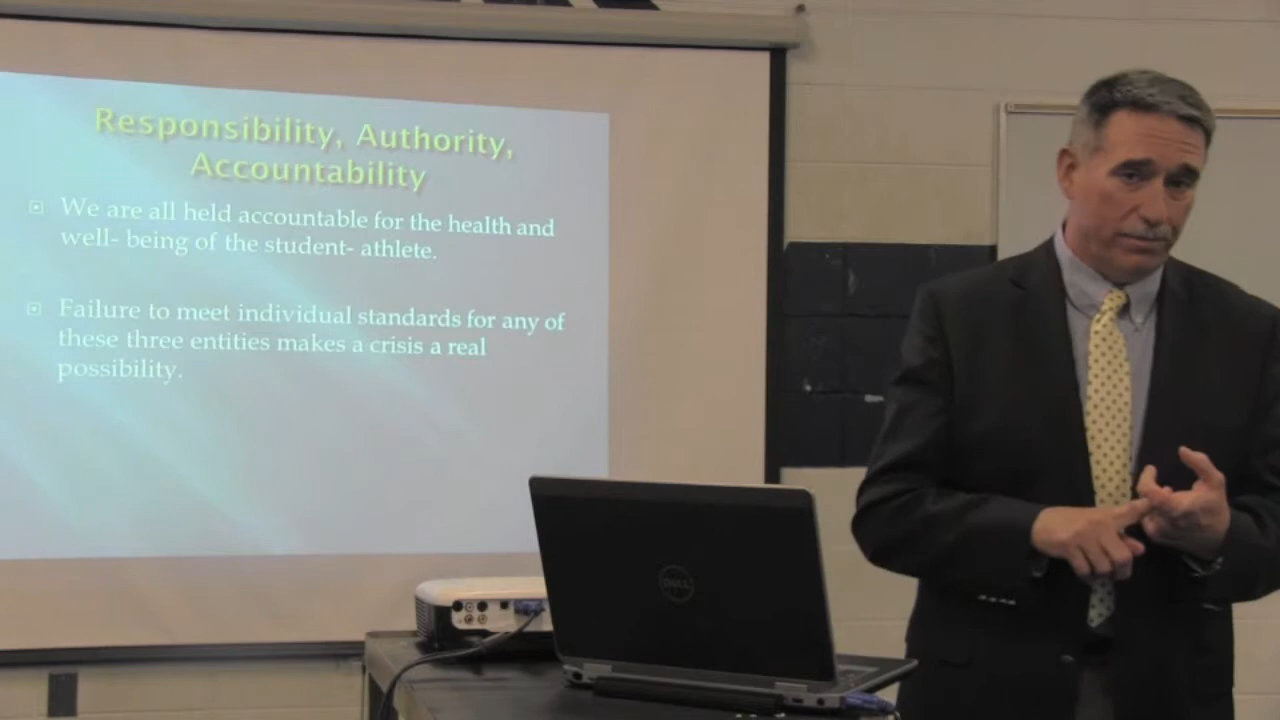 Responsibility, Authority,
Accountability
We are all held accountable for the health and
well- being of the student- athlete.
Failure to meet individual standards for any of
these three entities makes a crisis a real
possibility.
DELL